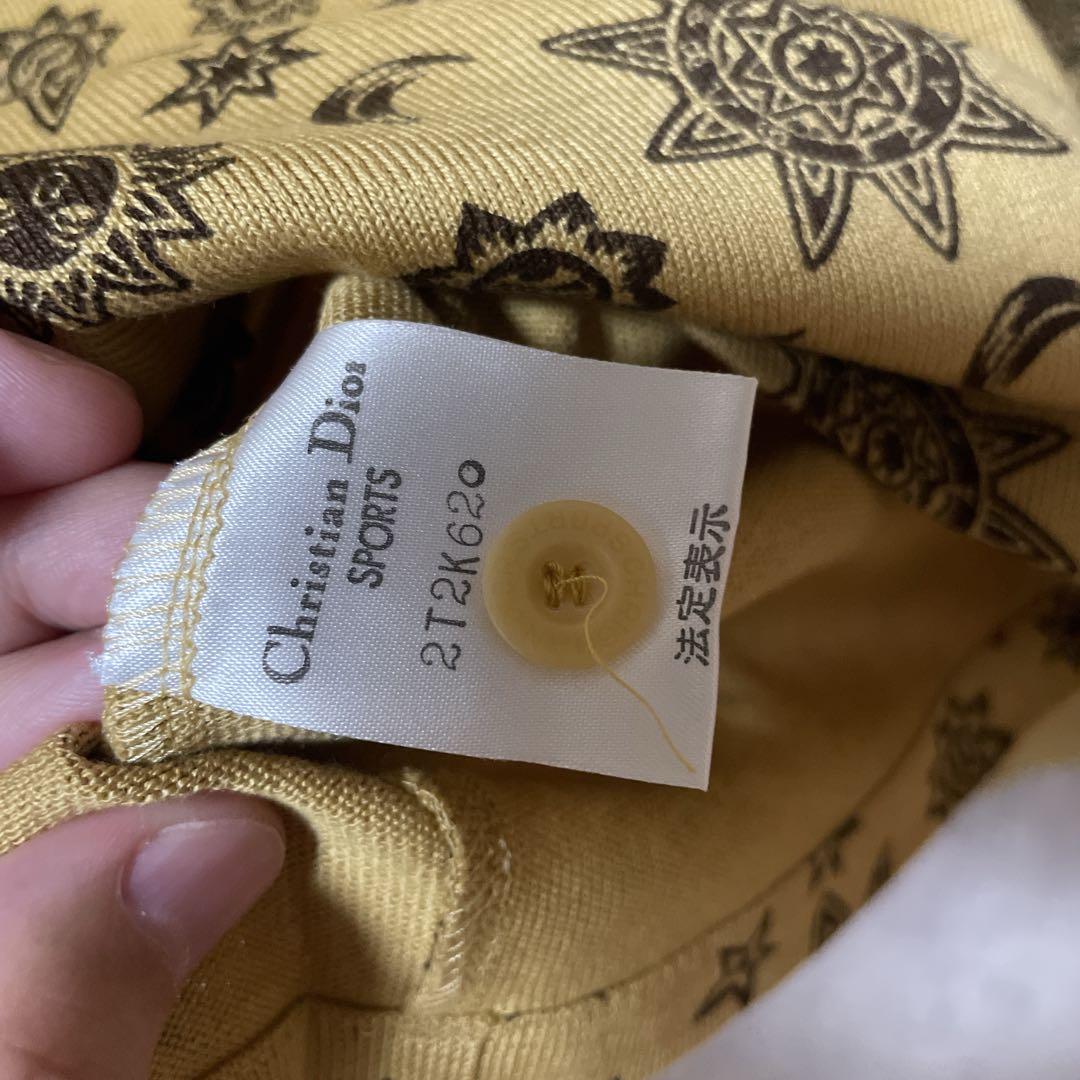 Christian Dior
SPORTS
2T2K620
法定表示